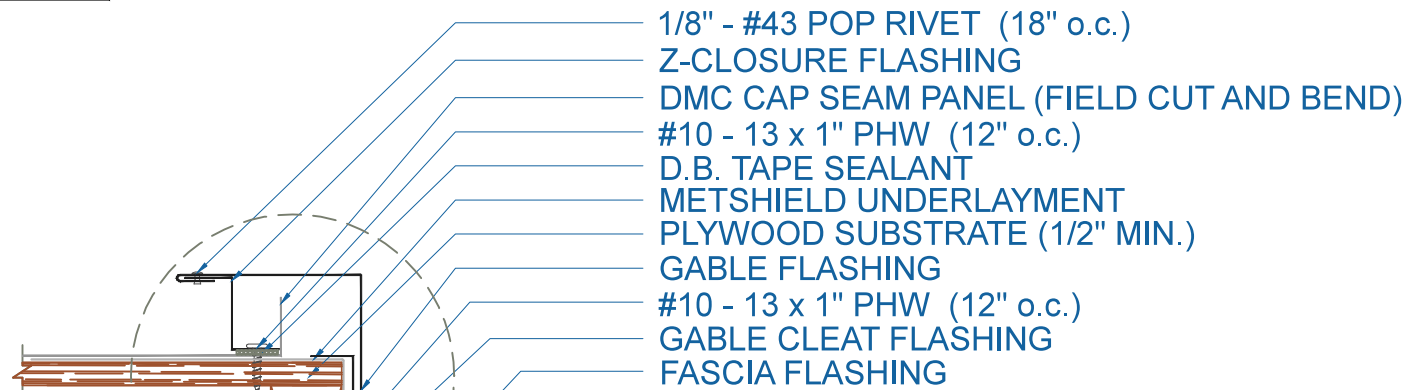 1/8" - #43 POP RIVET (18" o.c.)
Z-CLOSURE FLASHING
DMC CAP SEAM PANEL (FIELD CUT AND BEND)
#10 - 13 x 1" PHW (12" o.c.)
D.B. TAPE SEALANT
METSHIELD UNDERLAYMENT
PLYWOOD SUBSTRATE (1/2" MIN.)
GABLE FLASHING
#10 - 13 x 1" PHW (12" o.c.)
GABLE CLEAT FLASHING
FASCIA FLASHING